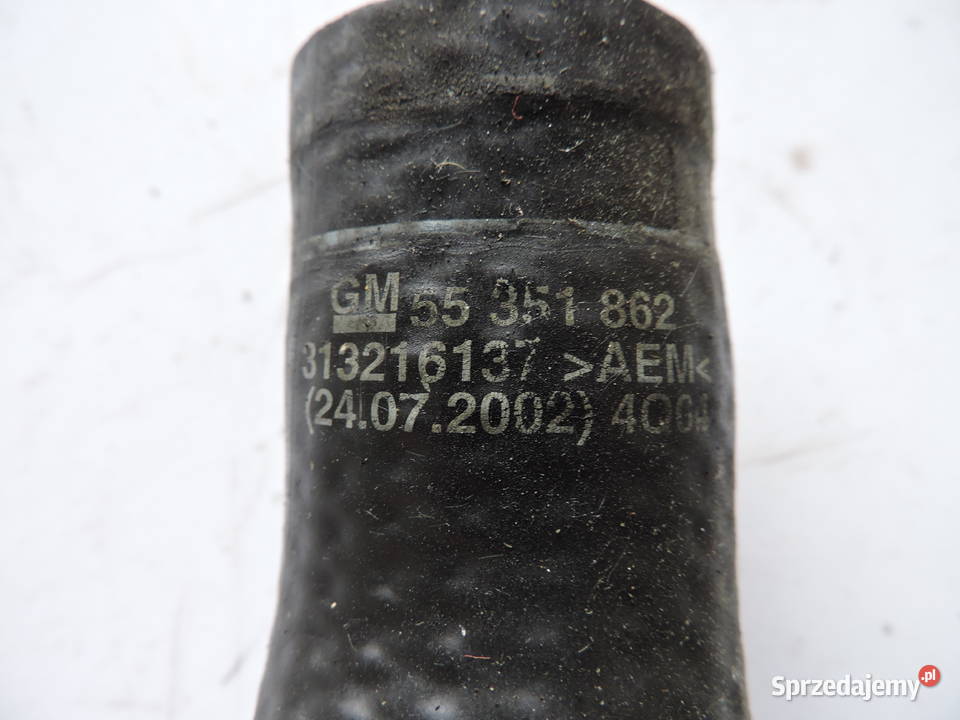 GM 55 351 862
313216137 >AEM<
(24.07.2002)
Sprzedajemy.pl